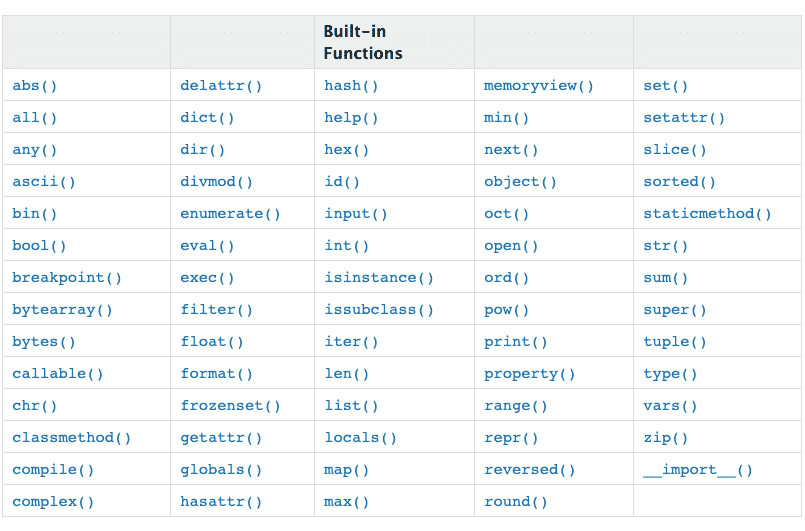 Built-in
Functions
abs() delattr() hash() memoryview() set()
all() dict() help() min() setattr()
any() dir() hex() next() slice()
ascii() divmod() id() object() sorted()
bin() enumerate() input() oct() staticmethod()
bool() eval() int() open() str()
breakpoint() exec() isinstance() ord() sum()
bytearray() filter() issubclass() pow() super()
bytes() float() iter() print() tuple()
callable() format() len() property() type()
chr() frozenset() list() range() vars()
classmethod() getattr() locals() repr() zip()
compile() globals() map() reversed() __import__()
complex() hasattr() max() round()